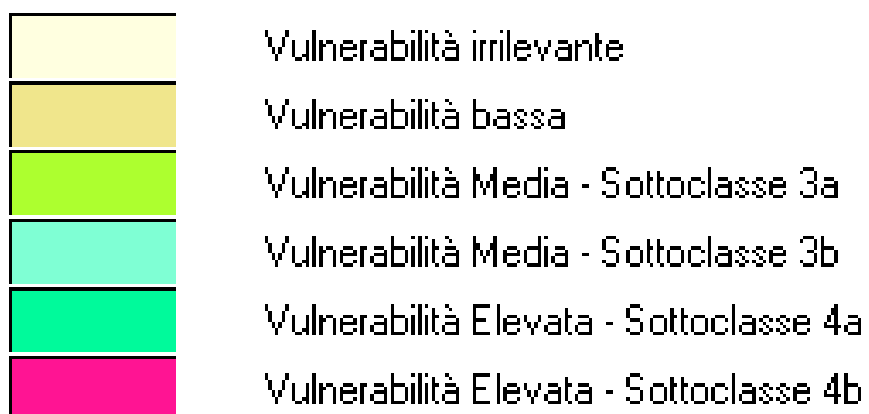 Vulnerabilità irrilevante
Vulnerabilità bassa
Vulnerabilità Media - Sottoclasse 3a
Vulnerabilità Media - Sottoclasse 3b
Vulnerabilità Elevata - Sottoclasse 4a
Vulnerabilità Elevata - Sottoclasse 4b